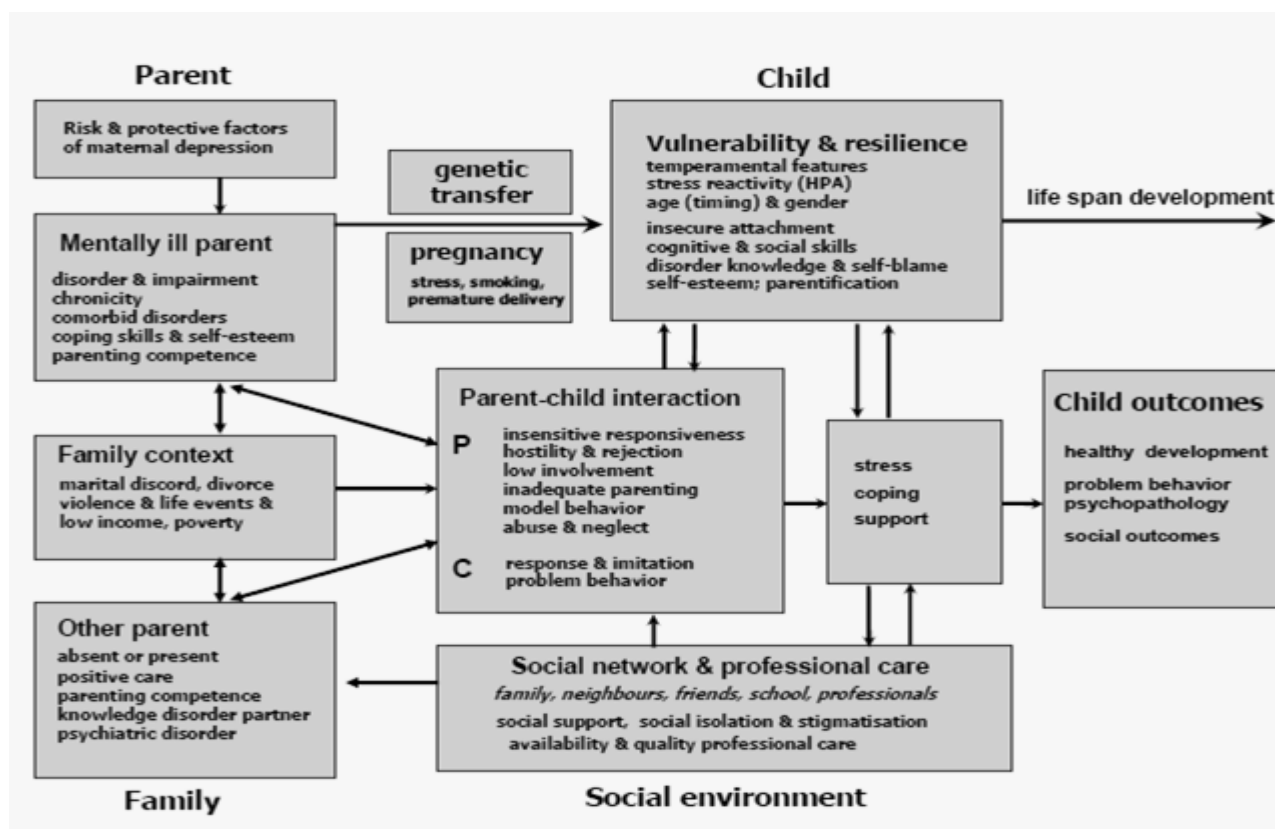 Parent
Child
Risk & protective factors
of maternal depression
genetic
transfer
Vulnerability & resilience
temperamental features
stress reactivity (HPA)
age (timing) & gender
insecure attachment
cognitive & social skills
disorder knowledge & self-blame
self-esteem; parentification
life span development
Mentally ill parent
disorder & impairment
chronicity
comorbid disorders
coping skills & self-esteem
parenting competence
pregnancy
stress, smoking,
premature delivery
Parent-child interaction
P
insensitive responsiveness
hostility & rejection
low involvement
inadequate parenting
model behavior
abuse & neglect
C
response & imitation
problem behavior
Family context
marital discord, divorce
violence & life events &
low income, poverty
stress
coping
support
Child outcomes
healthy development
problem behavior
psychopathology
social outcomes
Other parent
absent or present
positive care
parenting competence
knowledge disorder partner
psychiatric disorder
Social network & professional care
family, neighbours, friends, school, professionals
social support, social isolation & stigmatisation
availability & quality professional care
Family
Social environment